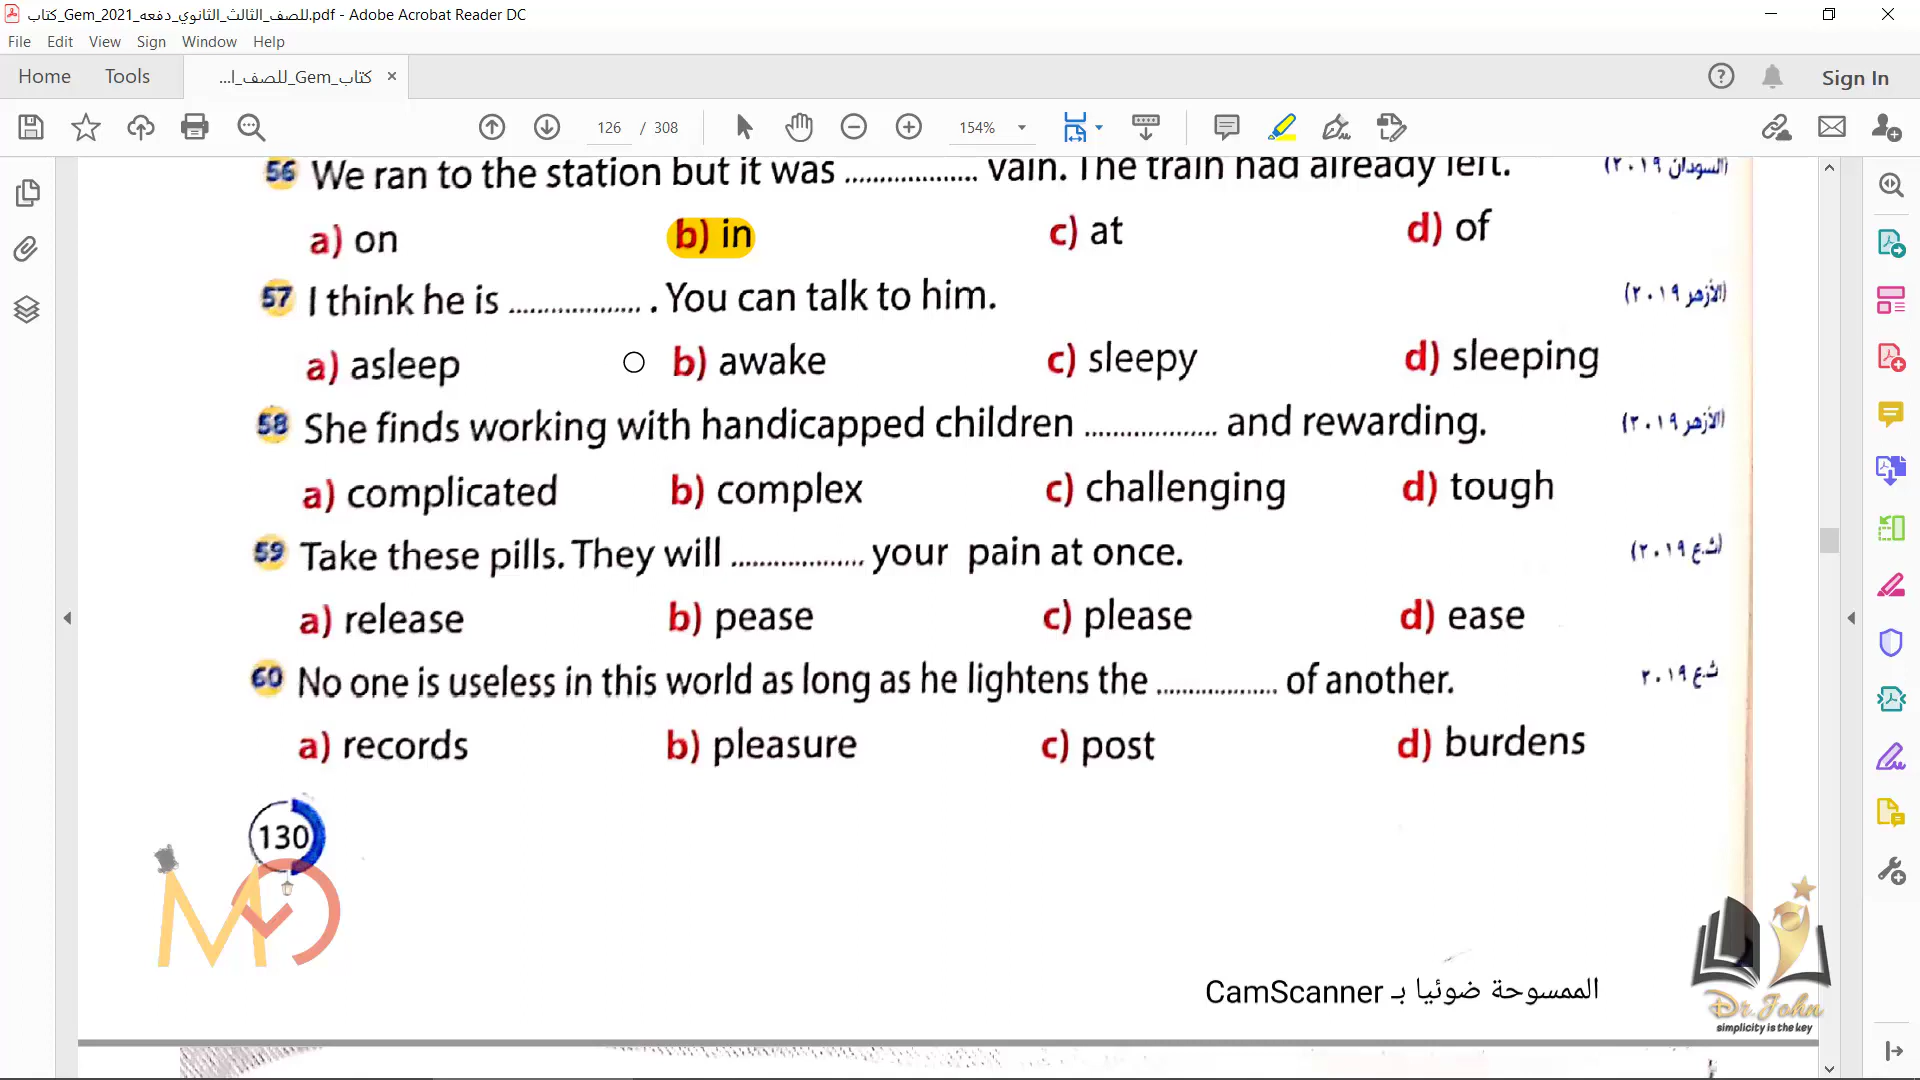 كتاب_Gem_للصف_الثالث_الثانوي_دفعه_2021.pdf - Adobe Acrobat Reader DC
File Edit View Sign Window Help
Home Tools كتاب_Gem_للصف_ا... × Sign In
126 / 308 154%
56 We ran to the station but it was .................. vain. The train had already left. (السودان ٢٠١٩)
a) on b) in c) at d) of
57 I think he is .................. . You can talk to him. (الأزهر ٢٠١٩)
a) asleep b) awake c) sleepy d) sleeping
58 She finds working with handicapped children .................. and rewarding. (الأزهر ٢٠١٩)
a) complicated b) complex c) challenging d) tough
59 Take these pills. They will .................. your pain at once. (ث.ع ٢٠١٩)
a) release b) pease c) please d) ease
60 No one is useless in this world as long as he lightens the .................. of another. ث.ع ٢٠١٩
a) records b) pleasure c) post d) burdens
130
الممسوحة ضوئيا بـ CamScanner
Dr.John
simplicity is the key